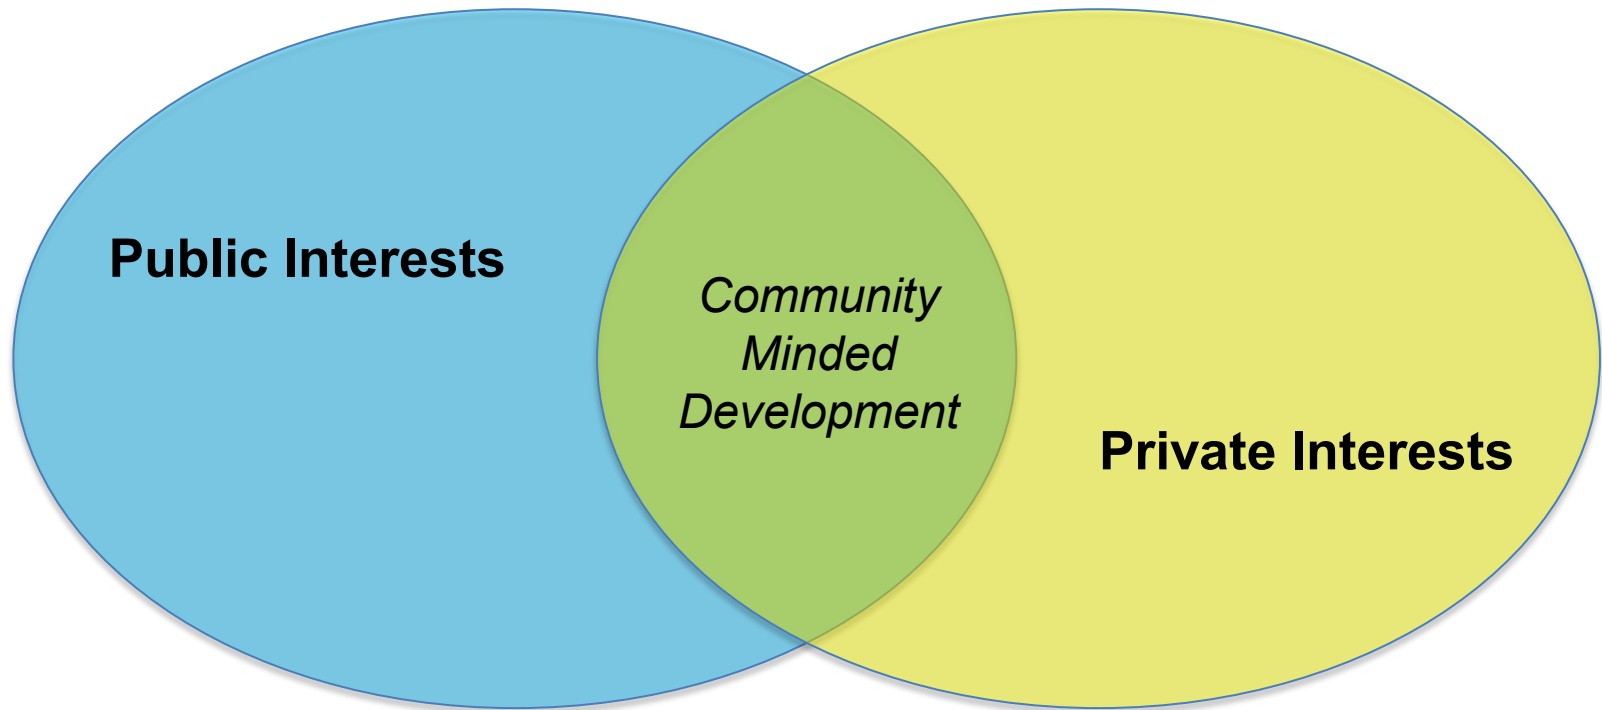 Public Interests
Community
Minded
Development
Private Interests